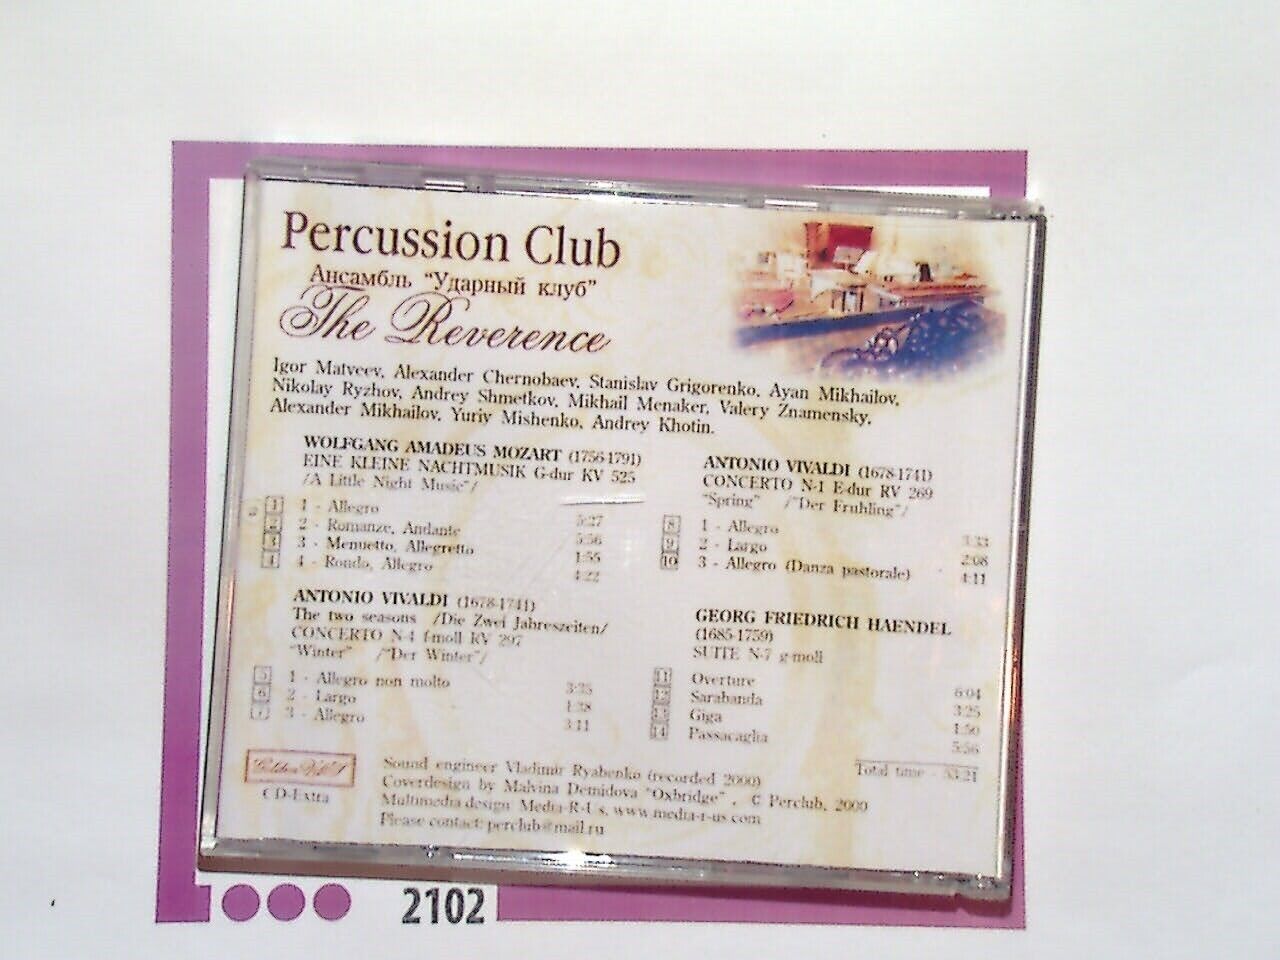 Percussion Club
Ансамбль "Ударный клуб"
The Reverence
Igor Matveev, Alexander Chernobaev, Stanislav Grigorenko, Ayan Mikhailov,
Nikolay Ryzhov, Andrey Shmetkov, Mikhail Menaker, Valery Znamensky,
Alexander Mikhailov, Yuriy Mishenko, Andrey Khotin.
WOLFGANG AMADEUS MOZART (1756-1791)
EINE KLEINE NACHTMUSIK G-dur KV 525
/A Little Night Music"/
1 1 - Allegro 5:27
2 2 - Romanze, Andante 5:56
3 3 - Menuetto, Allegretto 1:55
4 4 - Rondo, Allegro 4:22
ANTONIO VIVALDI (1678-1741)
The two seasons /Die Zwei Jahreszeiten/
CONCERTO N-4 f-moll RV 297
"Winter" /"Der Winter"/
5 1 - Allegro non molto 3:35
6 2 - Largo 1:38
7 3 - Allegro 3:11
ANTONIO VIVALDI (1678-1741)
CONCERTO N-1 E-dur RV 269
"Spring" /"Der Fruhling"/
8 1 - Allegro 3:33
9 2 - Largo 2:08
10 3 - Allegro (Danza pastorale) 4:11
GEORG FRIEDRICH HAENDEL
(1685-1759)
SUITE N-7 g-moll
11 Overture 6:04
12 Sarabanda 3:25
13 Giga 1:50
14 Passacaglia 5:56
Total time - 53:21
CD-Extra
Sound engineer Vladimir Ryabenko (recorded 2000)
Coverdesign by Malvina Demidova "Oxbridge", © Perclub, 2000
Multimedia design Media-R-Us, www.media-r-us.com
Please contact: perclub@mail.ru
2102